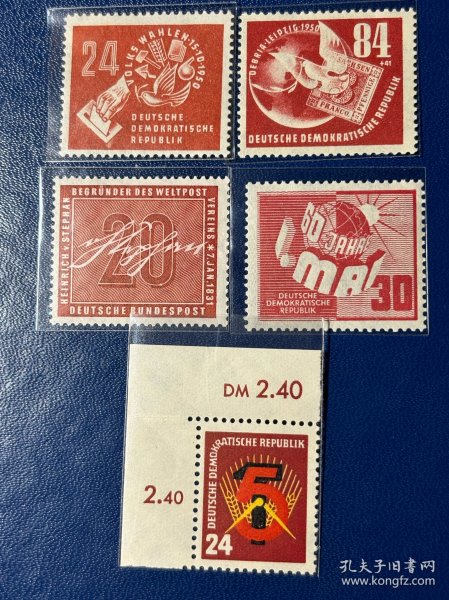 24
VOLKSWAHLEN·15·10·1950
DEUTSCHE
DEMOKRATISCHE
REPUBLIK
DEBRIA·LEIPZIG·1950
84
+41
SACHSEN
FRANCO
DEUTSCHE DEMOKRATISCHE REPUBLIK
BEGRÜNDER DES WELTPOST
VEREINS * 7.JAN.1831
HEINRICH v. STEPHAN
20
DEUTSCHE BUNDESPOST
60 JAHRE
1.MAI
30
DEUTSCHE
DEMOKRATISCHE
REPUBLIK
DM 2.40
2.40
DEUTSCHE DEMOKRATISCHE REPUBLIK
5
24
孔夫子旧书网
www.kongfz.com